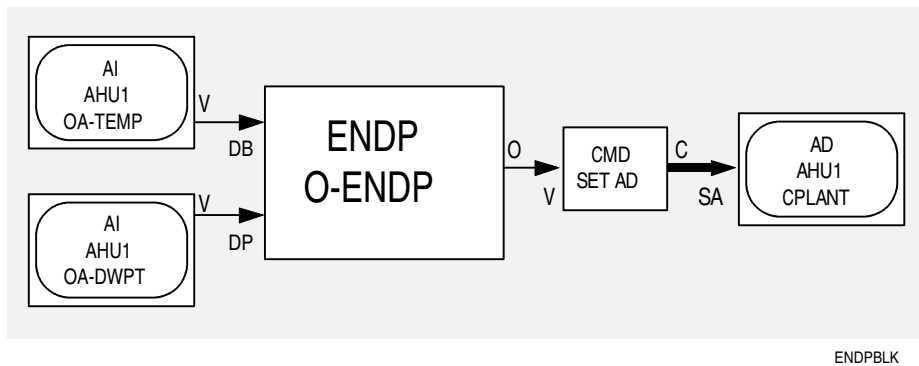 AI
AHU1
OA-TEMP
V
DB
AI
AHU1
OA-DWPT
V
DP
ENDP
O-ENDP
O
V
CMD
SET AD
C
SA
AD
AHU1
CPLANT
ENDPBLK